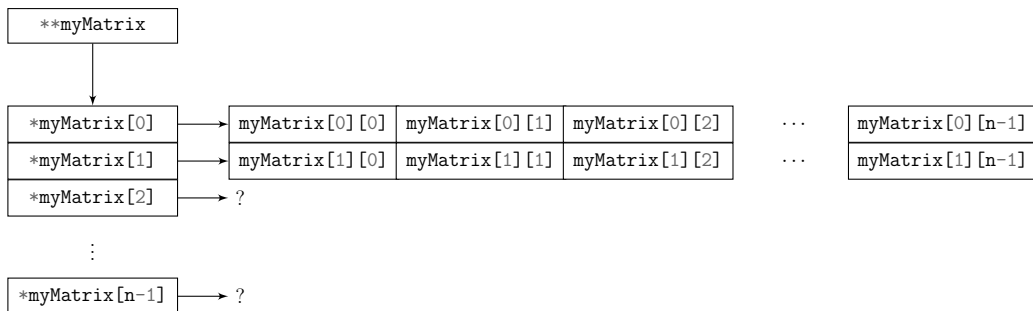 **myMatrix
*myMatrix[0] myMatrix[0][0] myMatrix[0][1] myMatrix[0][2] ... myMatrix[0][n-1]
*myMatrix[1] myMatrix[1][0] myMatrix[1][1] myMatrix[1][2] ... myMatrix[1][n-1]
*myMatrix[2] ?
⋮
*myMatrix[n-1] ?